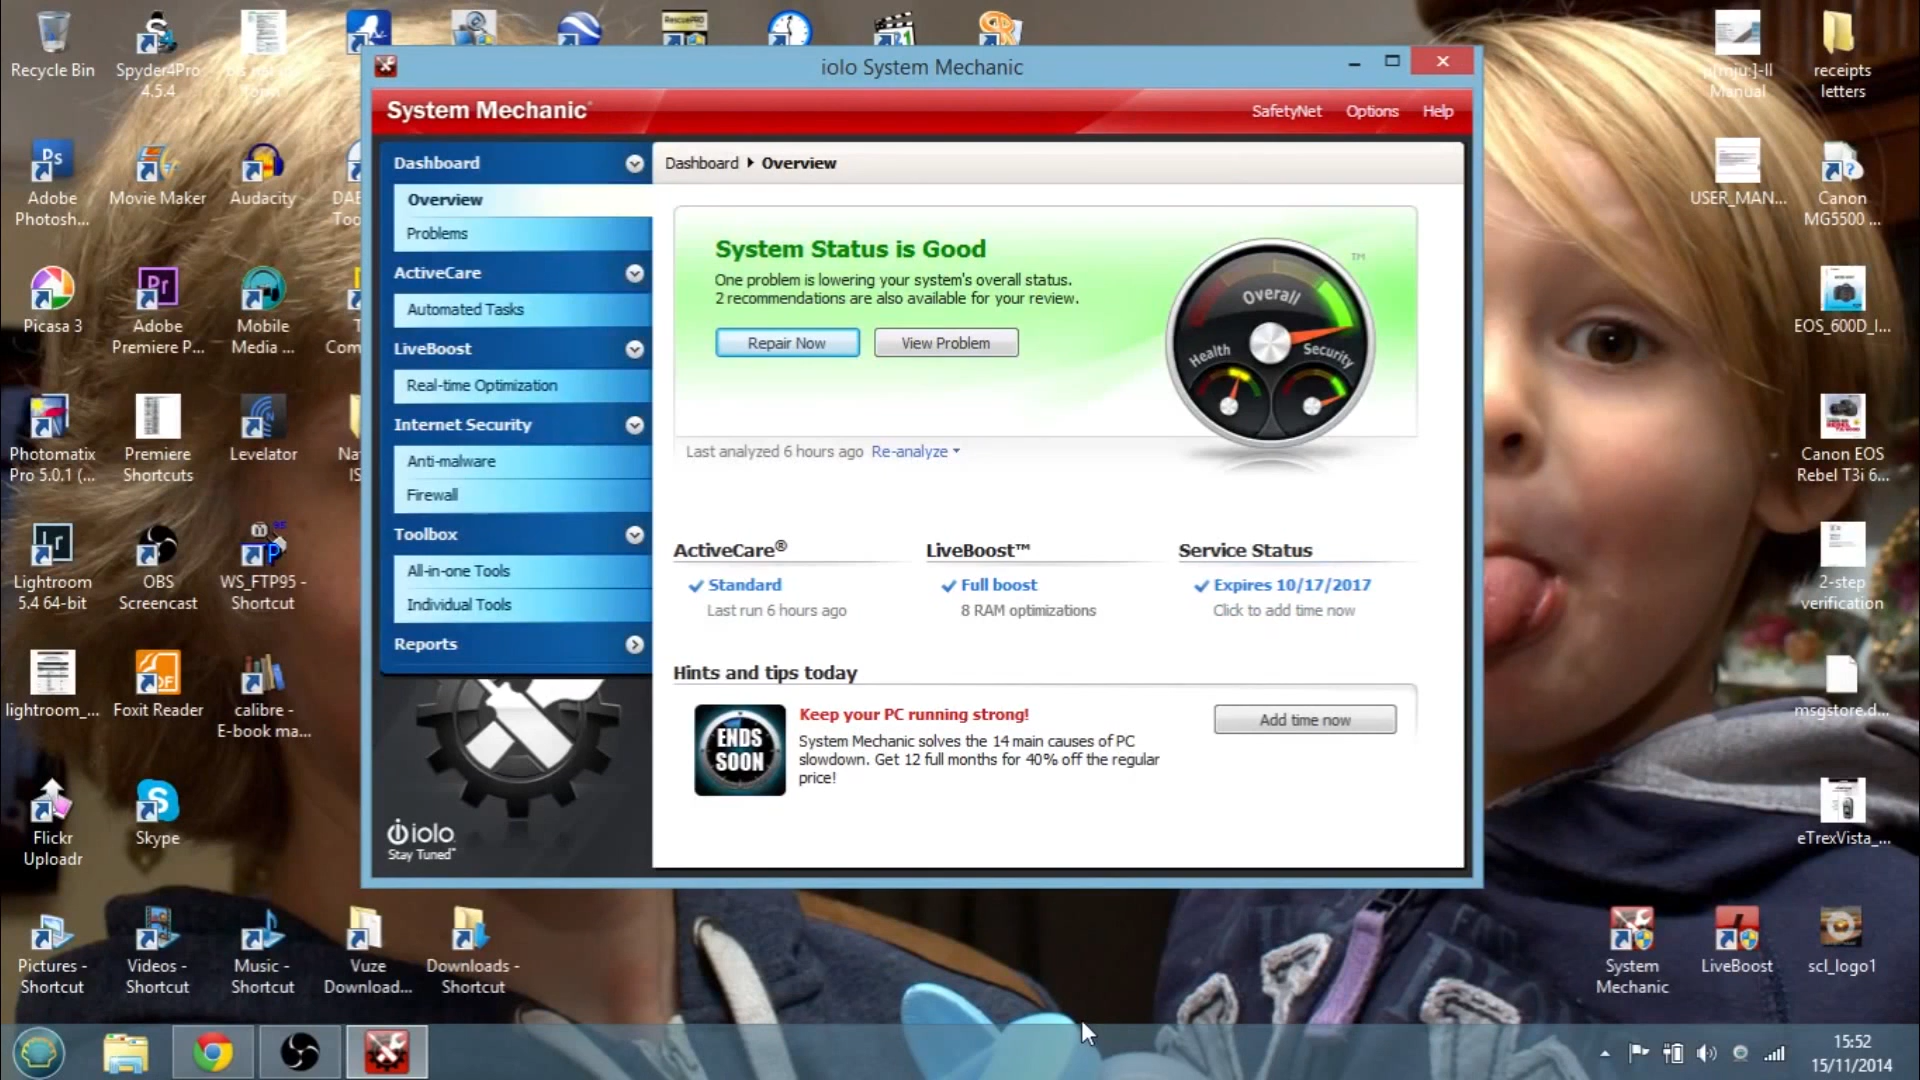 iolo System Mechanic
System Mechanic
SafetyNet
Options
Help
Dashboard
Overview
Problems
ActiveCare
Automated Tasks
LiveBoost
Real-time Optimization
Internet Security
Anti-malware
Firewall
Toolbox
All-in-one Tools
Individual Tools
Reports
iolo
Stay Tuned™
Dashboard
Overview
System Status is Good
One problem is lowering your system's overall status.
2 recommendations are also available for your review.
Repair Now
View Problem
TM
Overall
Health
Security
Last analyzed 6 hours ago
Re-analyze
ActiveCare®
Standard
Last run 6 hours ago
LiveBoost™
Full boost
8 RAM optimizations
Service Status
Expires 10/17/2017
Click to add time now
Hints and tips today
ENDS
SOON
Keep your PC running strong!
System Mechanic solves the 14 main causes of PC
slowdown. Get 12 full months for 40% off the regular
price!
Add time now
Recycle Bin
Spyder4Pro
4.5.4
RescuePRO
Adobe
Photosh...
Movie Maker
Audacity
Picasa 3
Adobe
Premiere P...
Mobile
Media ...
Photomatix
Pro 5.0.1 (...
Premiere
Shortcuts
Levelator
Lightroom
5.4 64-bit
OBS
Screencast
WS_FTP95 -
Shortcut
lightroom_...
Foxit Reader
calibre -
E-book ma...
Flickr
Uploadr
Skype
Pictures -
Shortcut
Videos -
Shortcut
Music -
Shortcut
Vuze
Download...
Downloads -
Shortcut
Manual
receipts
letters
USER_MAN...
Canon
MG5500 ...
EOS_600D_I...
Canon EOS
Rebel T3i 6...
2-step
verification
msgstore.d...
eTrexVista_...
System
Mechanic
LiveBoost
scl_logo1
15:52
15/11/2014